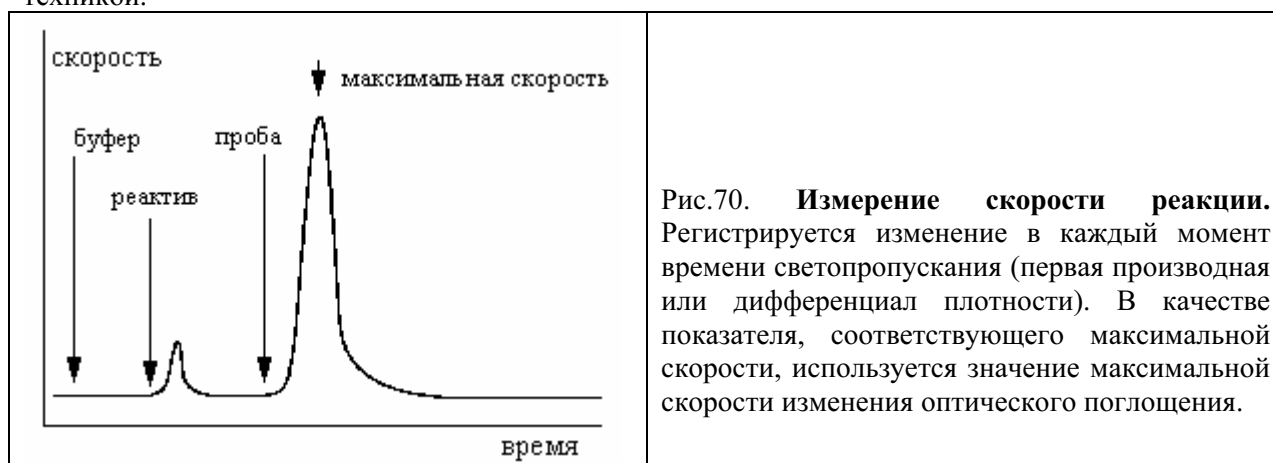 техникой.
скорость
максимальная скорость
буфер
проба
реактив
время
Рис.70. Измерение скорости реакции.
Регистрируется изменение в каждый момент
времени светопропускания (первая производная
или дифференциал плотности). В качестве
показателя, соответствующего максимальной
скорости, используется значение максимальной
скорости изменения оптического поглощения.